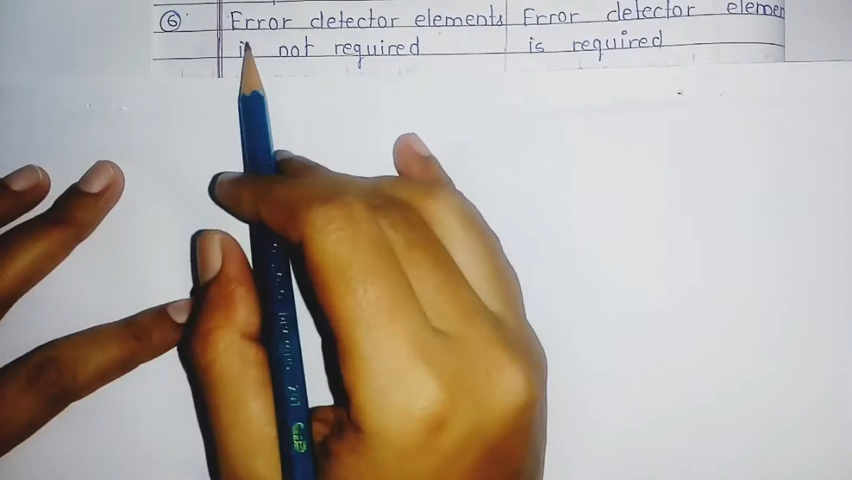 ⑥ Error detector elements Error detector elemen
is not required is required